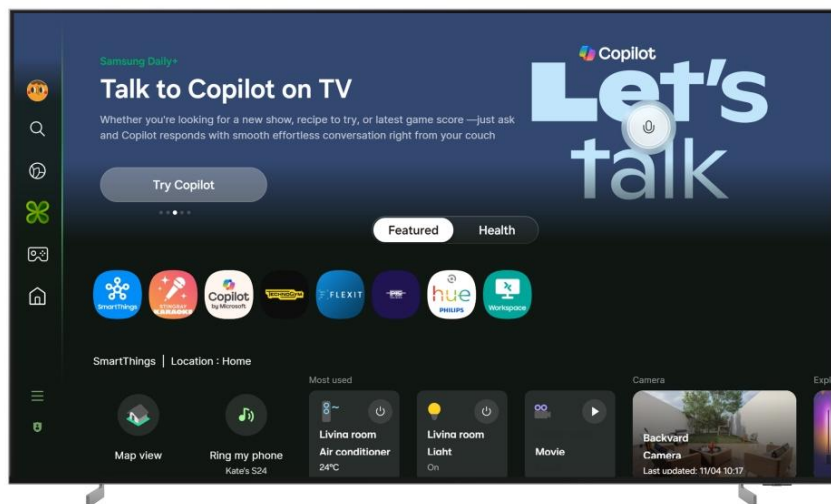 Samsung Daily+
Talk to Copilot on TV
Whether you're looking for a new show, recipe to try, or latest game score —just ask
and Copilot responds with smooth effortless conversation right from your couch
Try Copilot
Copilot
Let's
talk
Featured
Health
SmartThings
STINGRAY
KARAOKE
Copilot
by Microsoft
TECHNOGYM
FLEXIT
hue
PHILIPS
Workspace
SmartThings | Location : Home
Most used
Camera
Map view
Ring my phone
Kate's S24
Living room
Air conditioner
24°C
Living room
Light
On
Movie
Backyard
Camera
Last updated: 11/04 10:17